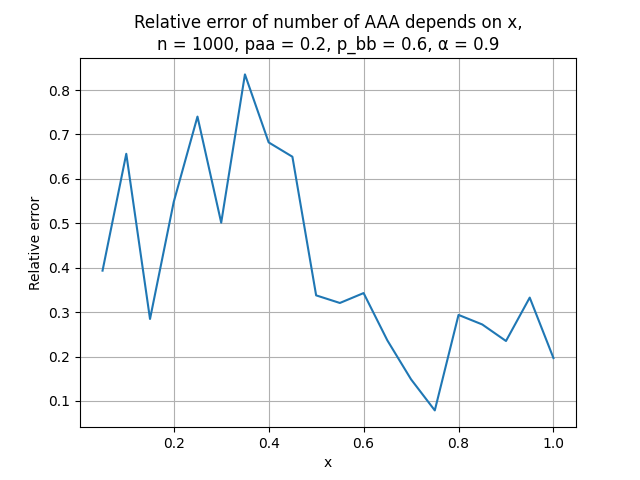 Relative error of number of AAA depends on x,
n = 1000, paa = 0.2, p_bb = 0.6, α = 0.9
0.8
0.7
0.6
0.5
0.4
0.3
0.2
0.1
Relative error
0.2 0.4 0.6 0.8 1.0
x